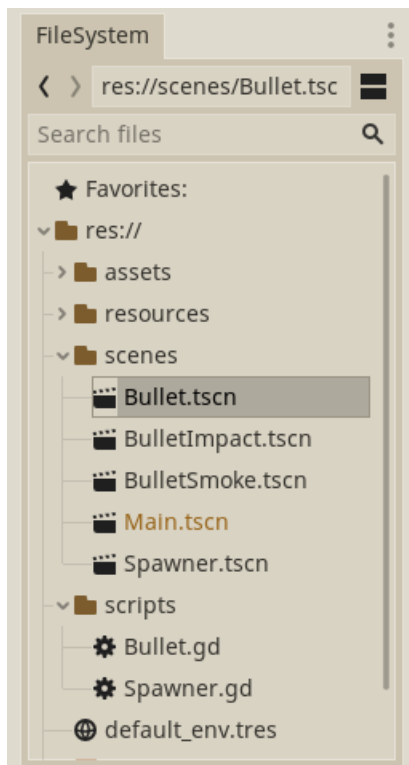 FileSystem
res://scenes/Bullet.tsc
Search files
Favorites:
res://
assets
resources
scenes
Bullet.tscn
BulletImpact.tscn
BulletSmoke.tscn
Main.tscn
Spawner.tscn
scripts
Bullet.gd
Spawner.gd
default_env.tres